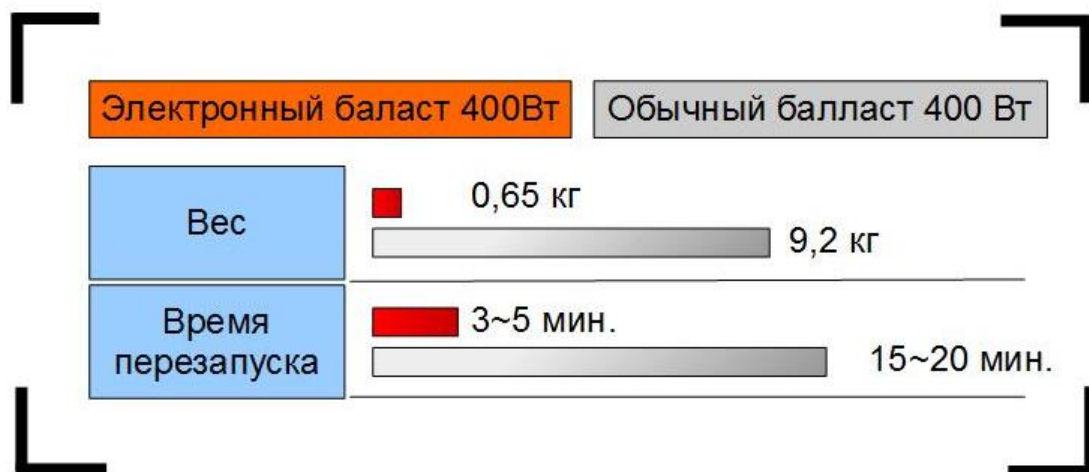 Электронный баласт 400Вт
Обычный балласт 400 Вт
Вес
0,65 кг
9,2 кг
Время
перезапуска
3~5 мин.
15~20 мин.